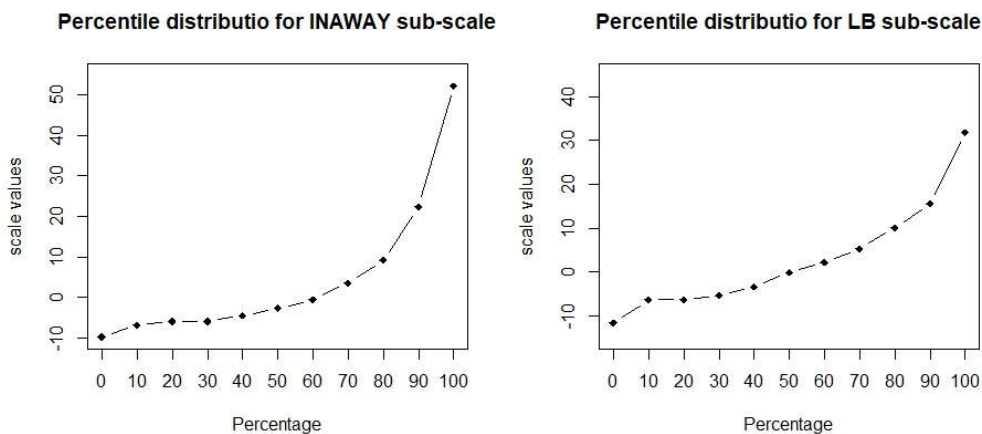 Percentile distributio for INAWAY sub-scale
50
40
30
20
10
0
-10
scale values
0 10 20 30 40 50 60 70 80 90 100
Percentage
Percentile distributio for LB sub-scale
40
30
20
10
0
-10
scale values
0 10 20 30 40 50 60 70 80 90 100
Percentage